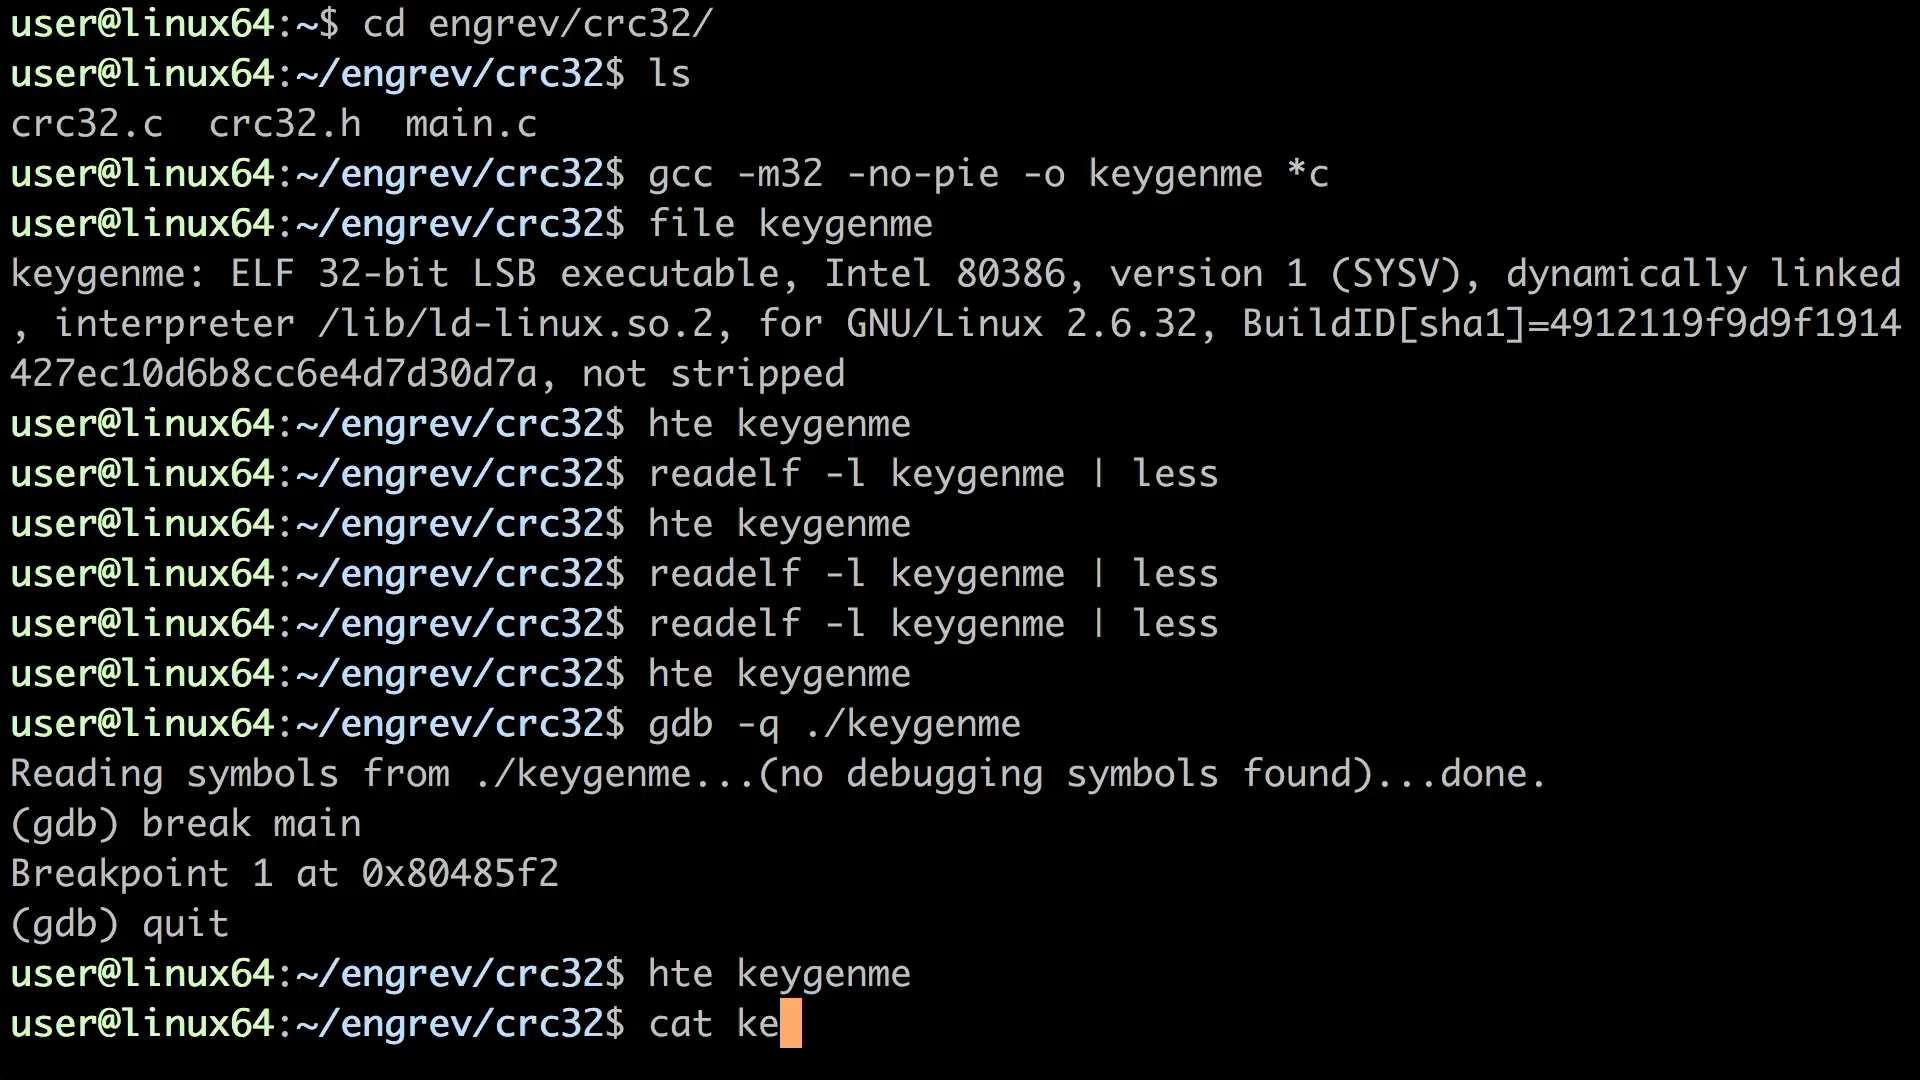 user@linux64:~$ cd engrev/crc32/
user@linux64:~/engrev/crc32$ ls
crc32.c  crc32.h  main.c
user@linux64:~/engrev/crc32$ gcc -m32 -no-pie -o keygenme *c
user@linux64:~/engrev/crc32$ file keygenme
keygenme: ELF 32-bit LSB executable, Intel 80386, version 1 (SYSV), dynamically linked
, interpreter /lib/ld-linux.so.2, for GNU/Linux 2.6.32, BuildID[sha1]=4912119f9d9f1914
427ec10d6b8cc6e4d7d30d7a, not stripped
user@linux64:~/engrev/crc32$ hte keygenme
user@linux64:~/engrev/crc32$ readelf -l keygenme | less
user@linux64:~/engrev/crc32$ hte keygenme
user@linux64:~/engrev/crc32$ readelf -l keygenme | less
user@linux64:~/engrev/crc32$ readelf -l keygenme | less
user@linux64:~/engrev/crc32$ hte keygenme
user@linux64:~/engrev/crc32$ gdb -q ./keygenme
Reading symbols from ./keygenme...(no debugging symbols found)...done.
(gdb) break main
Breakpoint 1 at 0x80485f2
(gdb) quit
user@linux64:~/engrev/crc32$ hte keygenme
user@linux64:~/engrev/crc32$ cat ke